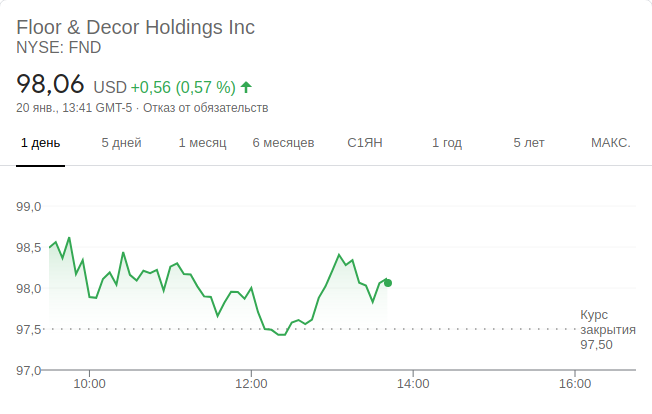 Floor & Decor Holdings Inc
NYSE: FND
98,06 USD +0,56 (0,57 %)
20 янв., 13:41 GMT-5 · Отказ от обязательств
1 день 5 дней 1 месяц 6 месяцев С1ЯН 1 год 5 лет МАКС.
99,0
98,5
98,0
97,5
97,0
Курс
закрытия
97,50
10:00 12:00 14:00 16:00